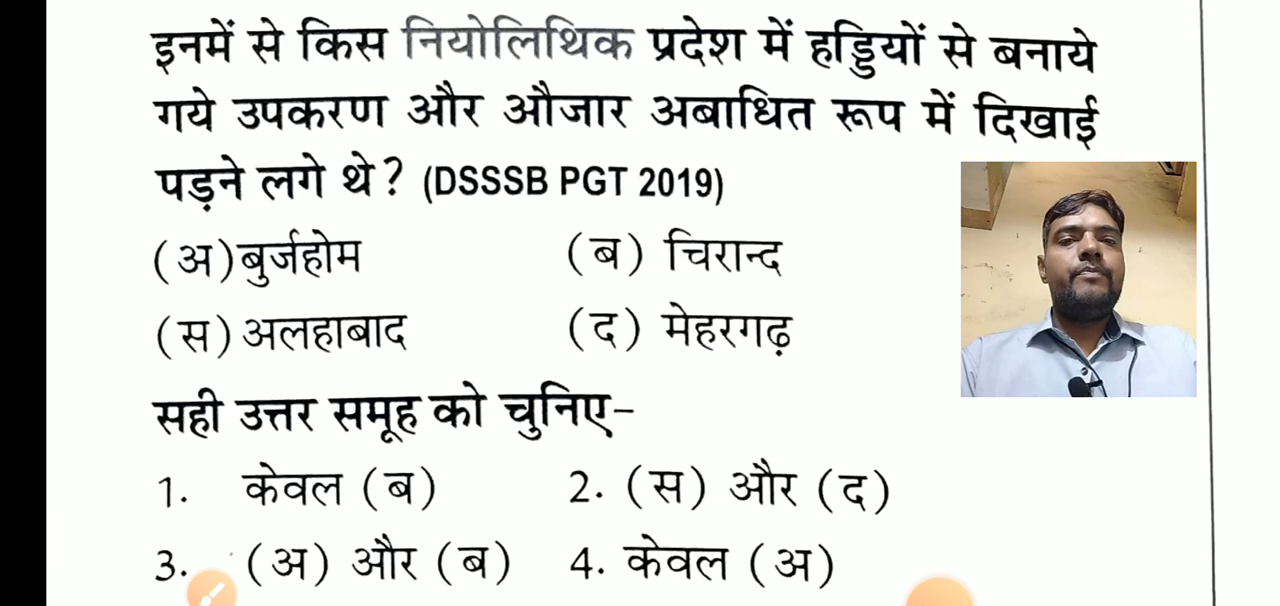 इनमें से किस नियोलिथिक प्रदेश में हड्डियों से बनाये
गये उपकरण और औजार अबाधित रूप में दिखाई
पड़ने लगे थे? (DSSSB PGT 2019)
(अ) बुर्जहोम (ब) चिरान्द
(स) अलहाबाद (द) मेहरगढ़
सही उत्तर समूह को चुनिए-
1. केवल (ब) 2. (स) और (द)
3. (अ) और (ब) 4. केवल (अ)